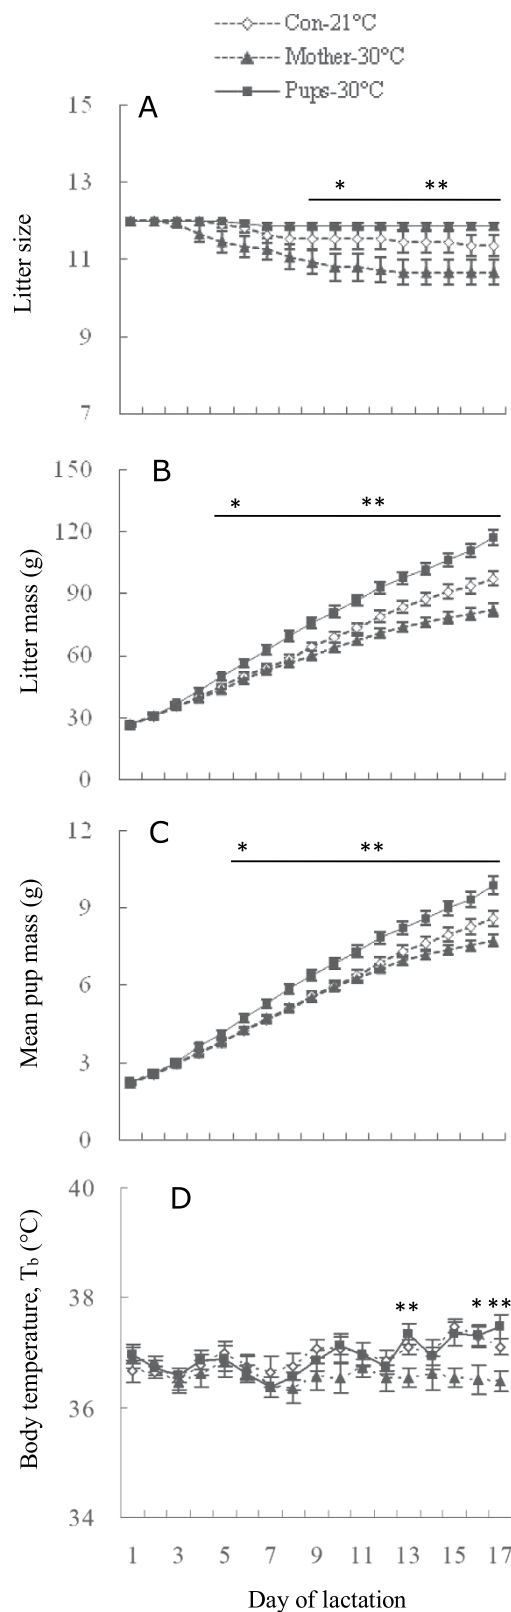 Con-21°C
Mother-30°C
Pups-30°C
A
15
13
11
9
7
Litter size
* **
B
150
120
90
60
30
0
Litter mass (g)
* **
C
12
9
6
3
0
Mean pup mass (g)
* **
D
40
38
36
34
Body temperature, Tb (°C)
** * **
1 3 5 7 9 11 13 15 17
Day of lactation